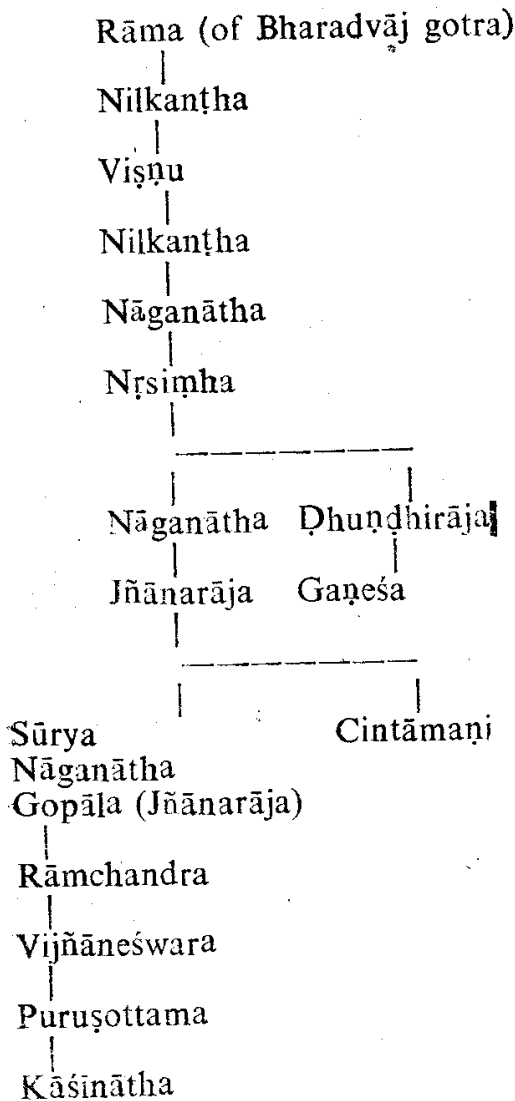 Rāma (of Bharadvāj gotra)
Nilkanṭha
Viṣṇu
Nilkanṭha
Nāganātha
Nṛsiṃha
Nāganātha Ḍhuṇḍhirāja
Jñānarāja Gaṇeśa
Sūrya Cintāmaṇi
Nāganātha
Gopāḷa (Jñānarāja)
Rāmchandra
Vijñāneśwara
Puruṣottama
Kāśīnātha